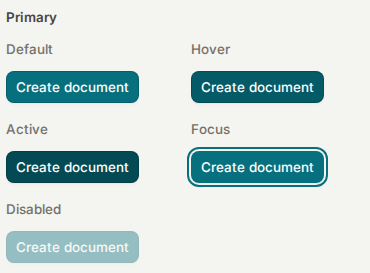 Primary
Default
Hover
Create document
Create document
Active
Focus
Create document
Create document
Disabled
Create document